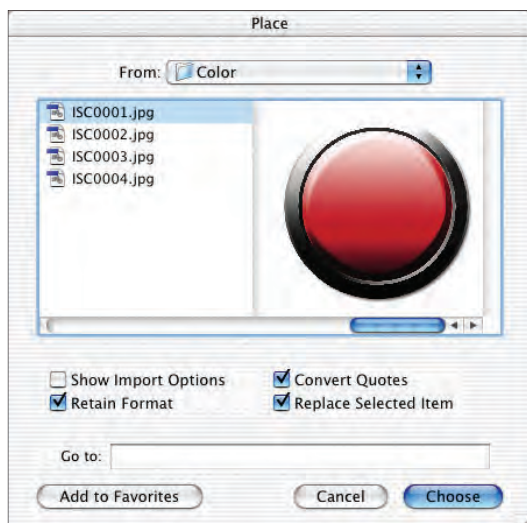 Place
From: Color
ISC0001.jpg
ISC0002.jpg
ISC0003.jpg
ISC0004.jpg
Show Import Options Convert Quotes
Retain Format Replace Selected Item
Go to:
Add to Favorites Cancel Choose